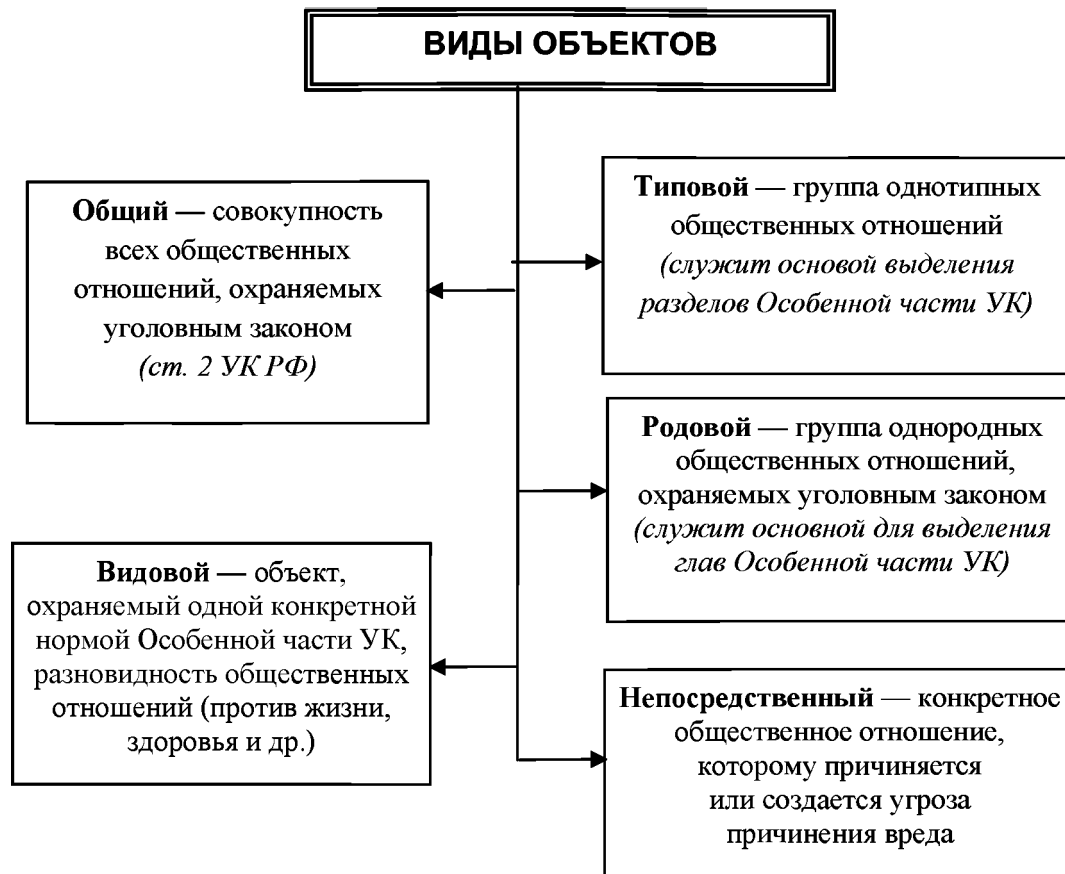 ВИДЫ ОБЪЕКТОВ
Общий — совокупность
всех общественных
отношений, охраняемых
уголовным законом
(ст. 2 УК РФ)
Типовой — группа однотипных
общественных отношений
(служит основой выделения
разделов Особенной части УК)
Родовой — группа однородных
общественных отношений,
охраняемых уголовным законом
(служит основной для выделения
глав Особенной части УК)
Видовой — объект,
охраняемый одной конкретной
нормой Особенной части УК,
разновидность общественных
отношений (против жизни,
здоровья и др.)
Непосредственный — конкретное
общественное отношение,
которому причиняется
или создается угроза
причинения вреда